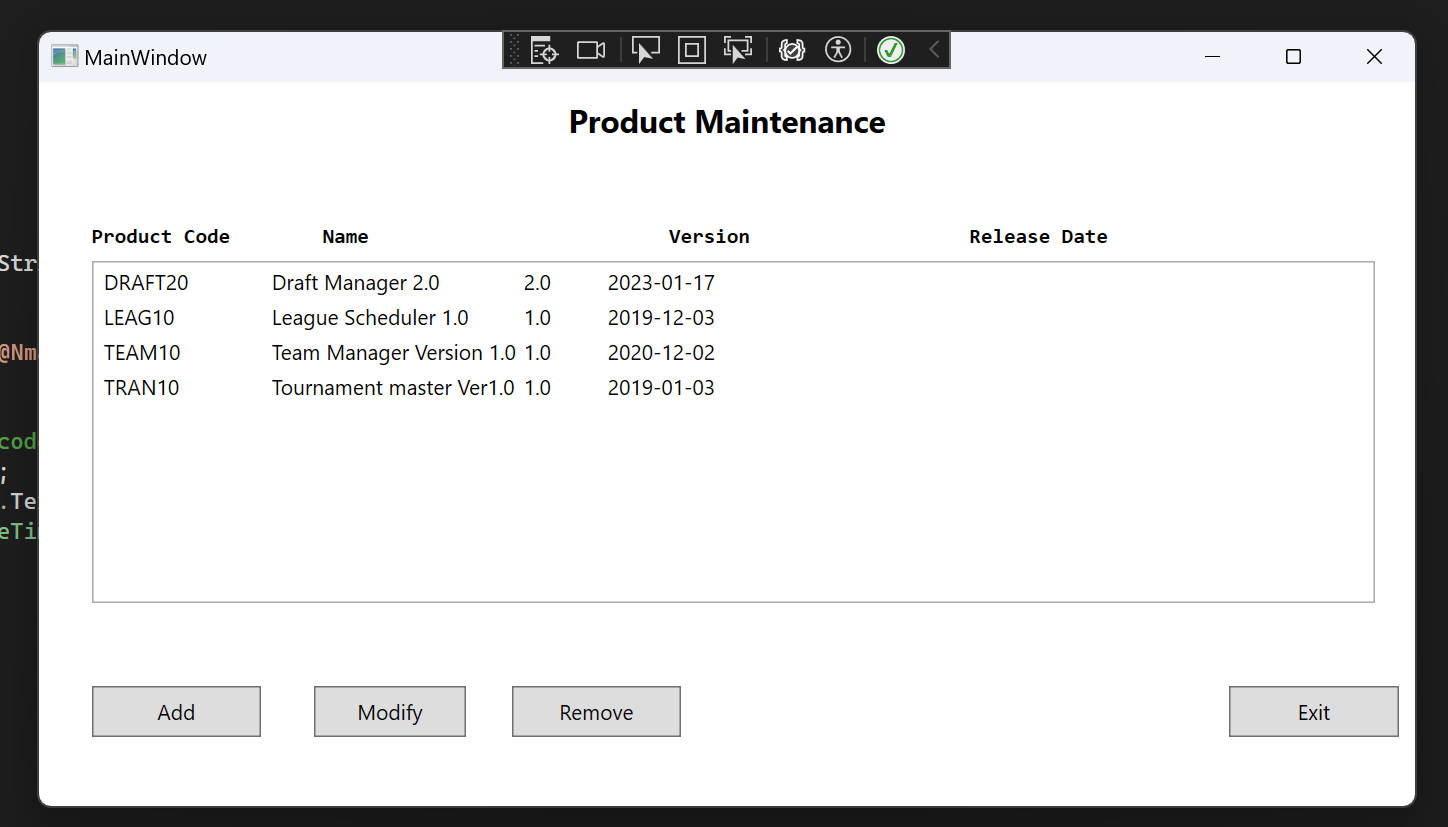 MainWindow
Product Maintenance
Product Code Name Version Release Date
DRAFT20 Draft Manager 2.0 2.0 2023-01-17
LEAG10 League Scheduler 1.0 1.0 2019-12-03
TEAM10 Team Manager Version 1.0 1.0 2020-12-02
TRAN10 Tournament master Ver1.0 1.0 2019-01-03
Add Modify Remove Exit
Str
@Nm
cod
;
.Te
eTi